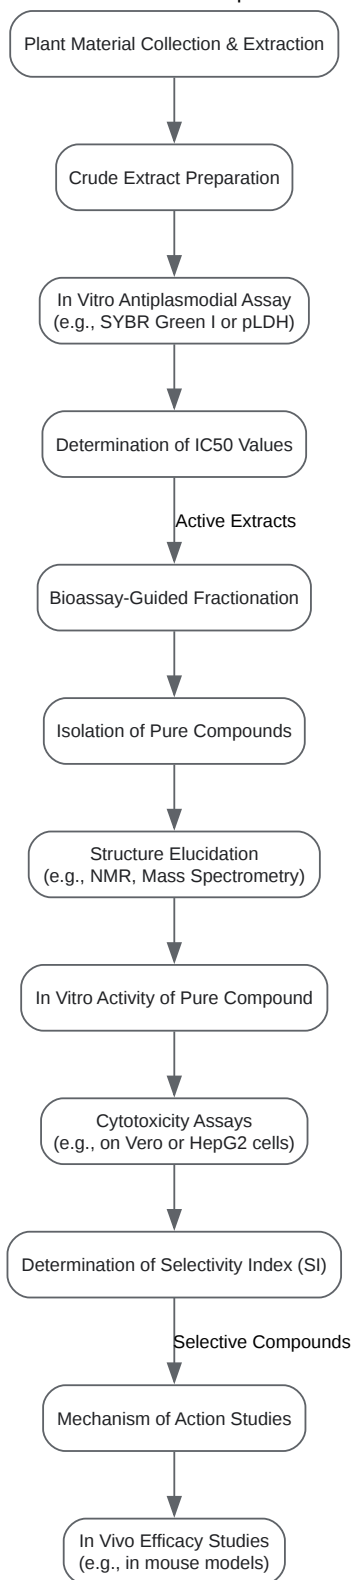 Plant Material Collection & Extraction
Crude Extract Preparation
In Vitro Antiplasmodial Assay
(e.g., SYBR Green I or pLDH)
Determination of IC50 Values
Active Extracts
Bioassay-Guided Fractionation
Isolation of Pure Compounds
Structure Elucidation
(e.g., NMR, Mass Spectrometry)
In Vitro Activity of Pure Compound
Cytotoxicity Assays
(e.g., on Vero or HepG2 cells)
Determination of Selectivity Index (SI)
Selective Compounds
Mechanism of Action Studies
In Vivo Efficacy Studies
(e.g., in mouse models)